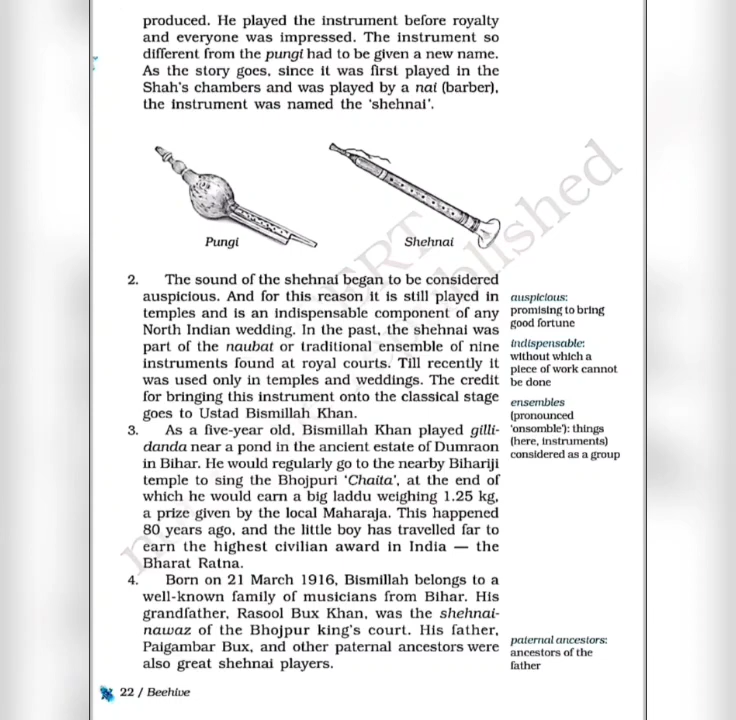 produced. He played the instrument before royalty
and everyone was impressed. The instrument so
different from the pungi had to be given a new name.
As the story goes, since it was first played in the
Shah's chambers and was played by a nai (barber),
the instrument was named the 'shehnai'.
Pungi
Shehnai
2. The sound of the shehnai began to be considered
auspicious. And for this reason it is still played in
temples and is an indispensable component of any
North Indian wedding. In the past, the shehnai was
part of the naubat or traditional ensemble of nine
instruments found at royal courts. Till recently it
was used only in temples and weddings. The credit
for bringing this instrument onto the classical stage
goes to Ustad Bismillah Khan.
auspicious:
promising to bring
good fortune
indispensable:
without which a
piece of work cannot
be done
ensembles
(pronounced
'onsomble'): things
(here, instruments)
considered as a group
3. As a five-year old, Bismillah Khan played gilli-
danda near a pond in the ancient estate of Dumraon
in Bihar. He would regularly go to the nearby Bihariji
temple to sing the Bhojpuri 'Chaita', at the end of
which he would earn a big laddu weighing 1.25 kg,
a prize given by the local Maharaja. This happened
80 years ago, and the little boy has travelled far to
earn the highest civilian award in India — the
Bharat Ratna.
4. Born on 21 March 1916, Bismillah belongs to a
well-known family of musicians from Bihar. His
grandfather, Rasool Bux Khan, was the shehnai-
nawaz of the Bhojpur king's court. His father,
Paigambar Bux, and other paternal ancestors were
also great shehnai players.
paternal ancestors:
ancestors of the
father
22 / Beehive